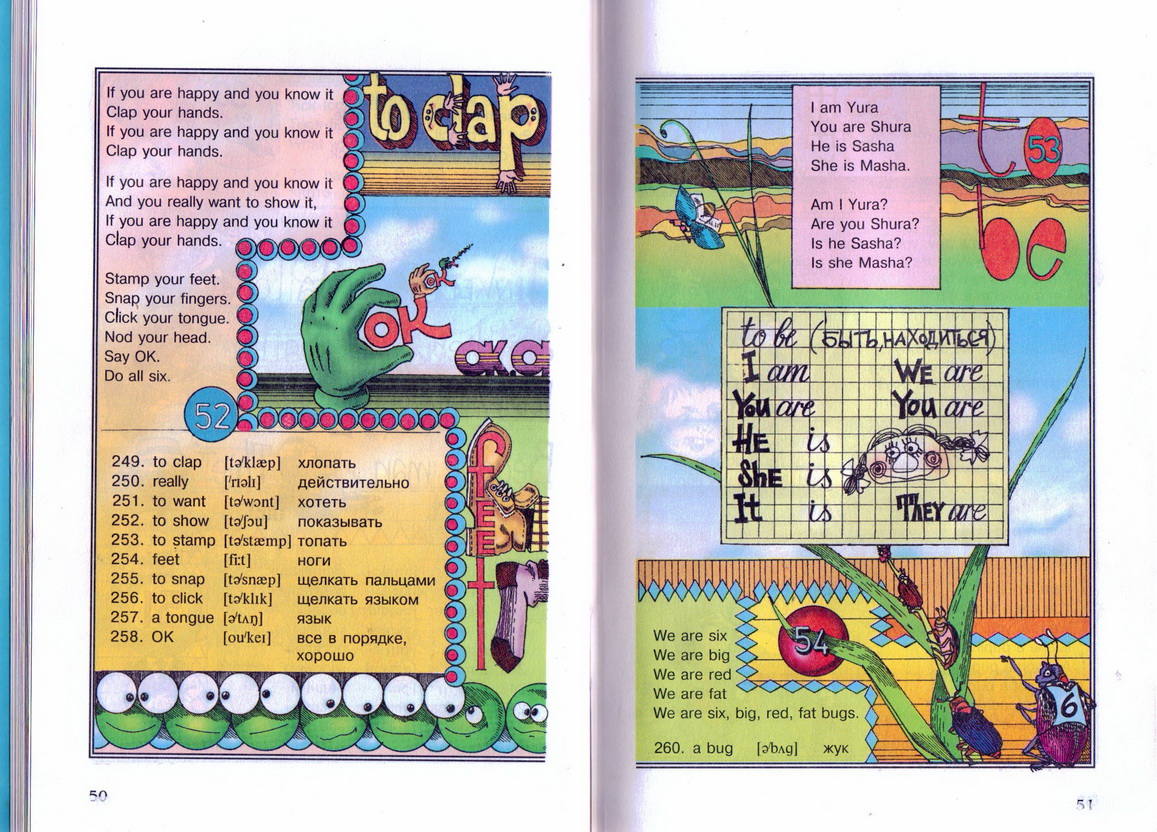 If you are happy and you know it
Clap your hands.
If you are happy and you know it
Clap your hands.
If you are happy and you know it
And you really want to show it,
If you are happy and you know it
Clap your hands.
Stamp your feet.
Snap your fingers.
Click your tongue.
Nod your head.
Say OK.
Do all six.
to clap
OK
52
249. to clap [tə'klæp] хлопать
250. really ['rıəlı] действительно
251. to want [tə'wɔnt] хотеть
252. to show [tə'ʃəu] показывать
253. to stamp [tə'stæmp] топать
254. feet [fi:t] ноги
255. to snap [tə'snæp] щелкать пальцами
256. to click [tə'klık] щелкать языком
257. a tongue [ə'tʌŋ] язык
258. OK [ou'keı] все в порядке,
хорошо
fEEt
50
I am Yura
You are Shura
He is Sasha
She is Masha.
Am I Yura?
Are you Shura?
Is he Sasha?
Is she Masha?
to
53
be
to be (БЫТЬ, НАХОДИТЬСЯ)
I am WE are
You are You are
HE is
ShE is
It is ThEY are
54
We are six
We are big
We are red
We are fat
We are six, big, red, fat bugs.
260. a bug [ə'bʌg] жук
6
51